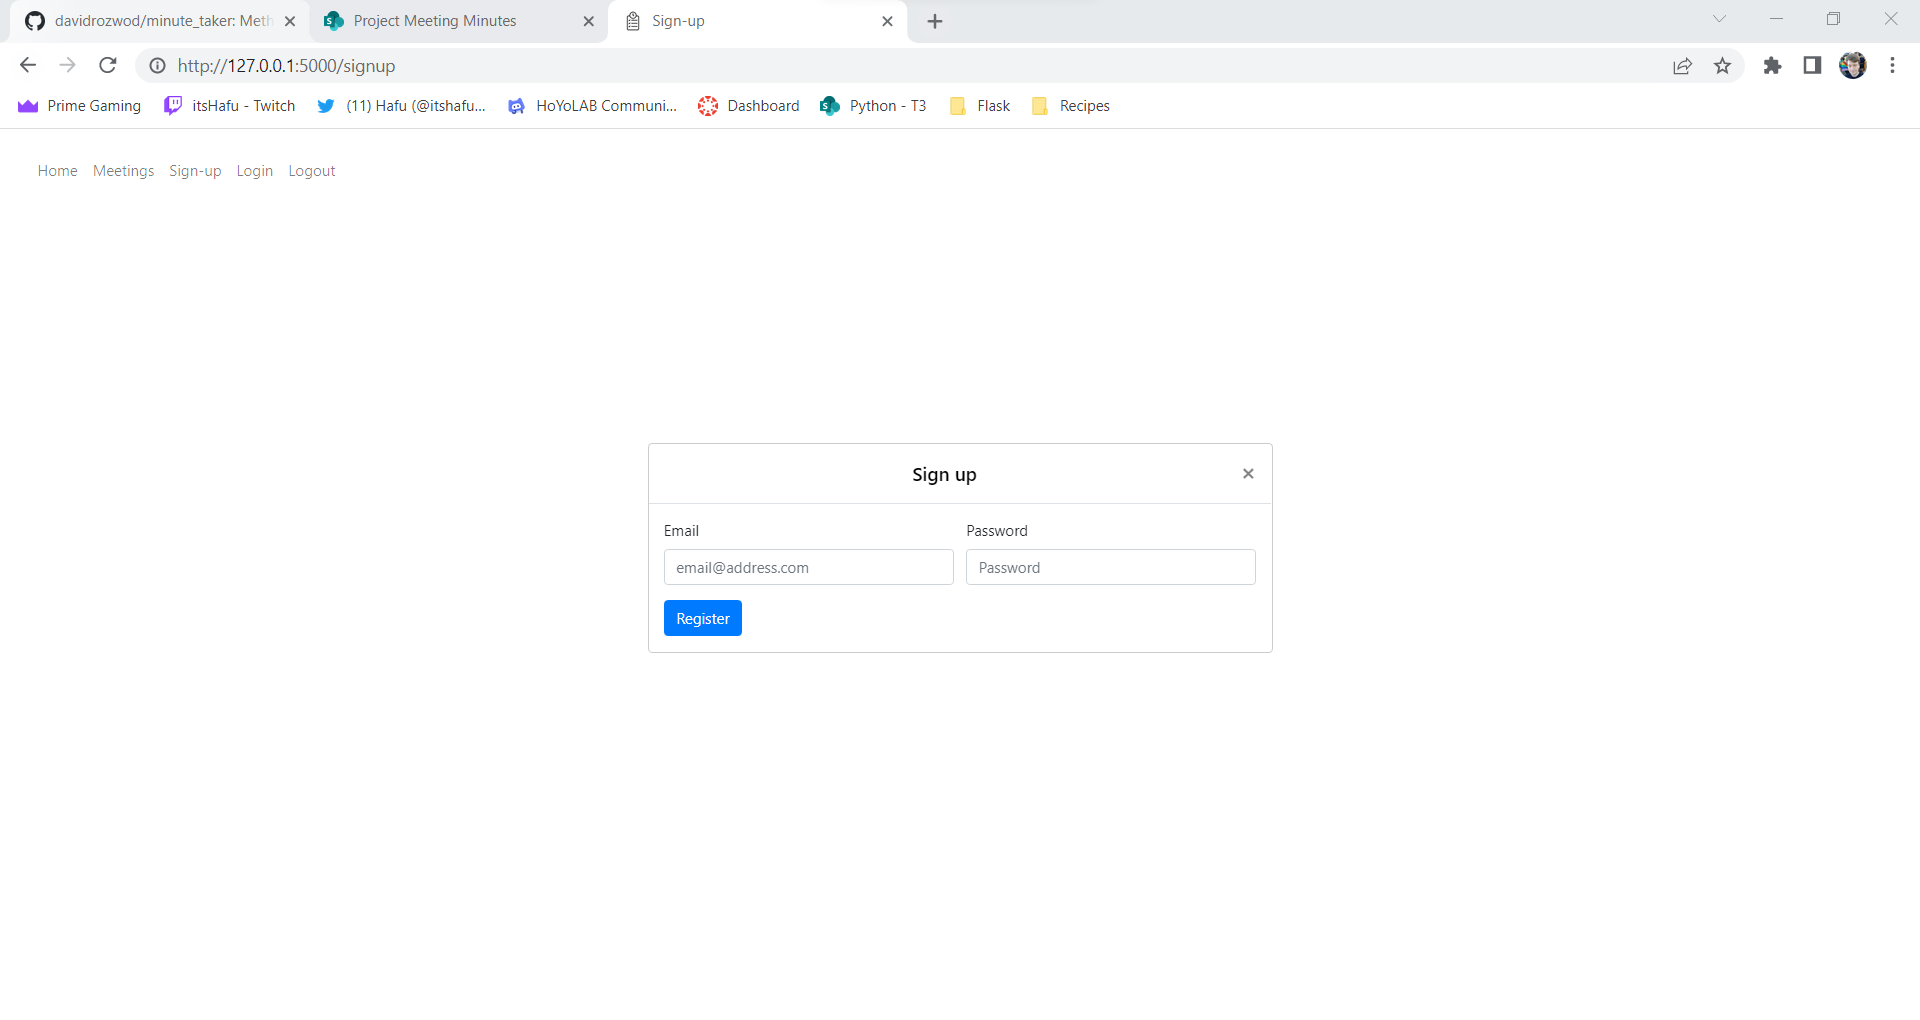 davidrozwod/minute_taker: Meth
Project Meeting Minutes
Sign-up
http://127.0.0.1:5000/signup
Prime Gaming
itsHafu - Twitch
(11) Hafu (@itshafu...
HoYoLAB Communi...
Dashboard
Python - T3
Flask
Recipes
Home Meetings Sign-up Login Logout
Sign up
Email Password
email@address.com Password
Register